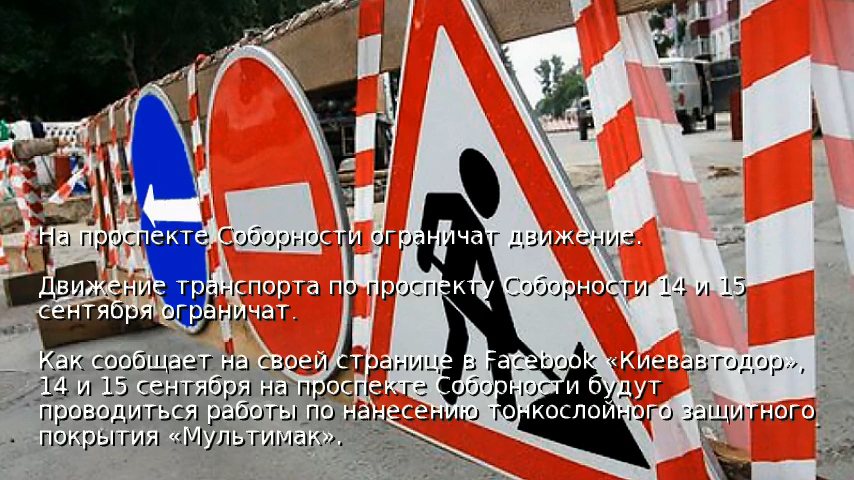 На проспекте Соборности ограничат движение.
Движение транспорта по проспекту Соборности 14 и 15
сентября ограничат.
Как сообщает на своей странице в Facebook «Киевавтодор»,
14 и 15 сентября на проспекте Соборности будут
проводиться работы по нанесению тонкослойного защитного
покрытия «Мультимак».